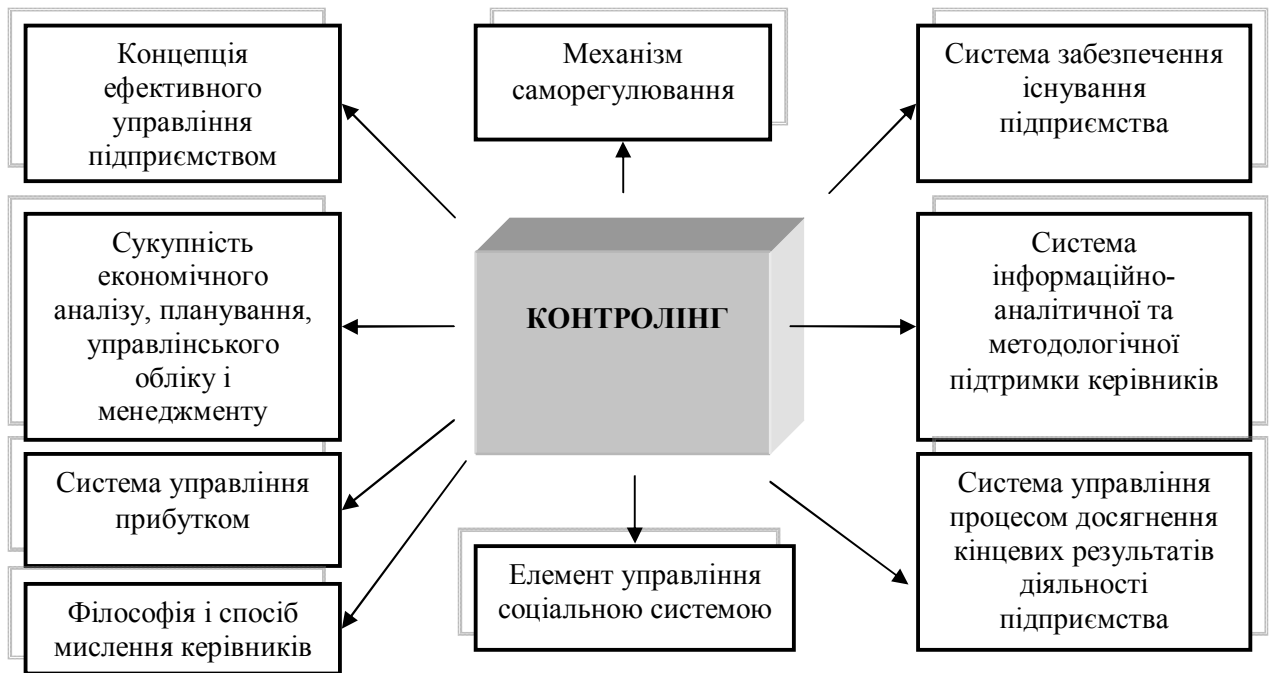 Концепція
ефективного
управління
підприємством
Механізм
саморегулювання
Система забезпечення
існування
підприємства
Сукупність
економічного
аналізу, планування,
управлінського
обліку і
менеджменту
КОНТРОЛІНГ
Система
інформаційно-
аналітичної та
методологічної
підтримки керівників
Система управління
прибутком
Філософія і спосіб
мислення керівників
Елемент управління
соціальною системою
Система управління
процесом досягнення
кінцевих результатів
діяльності
підприємства